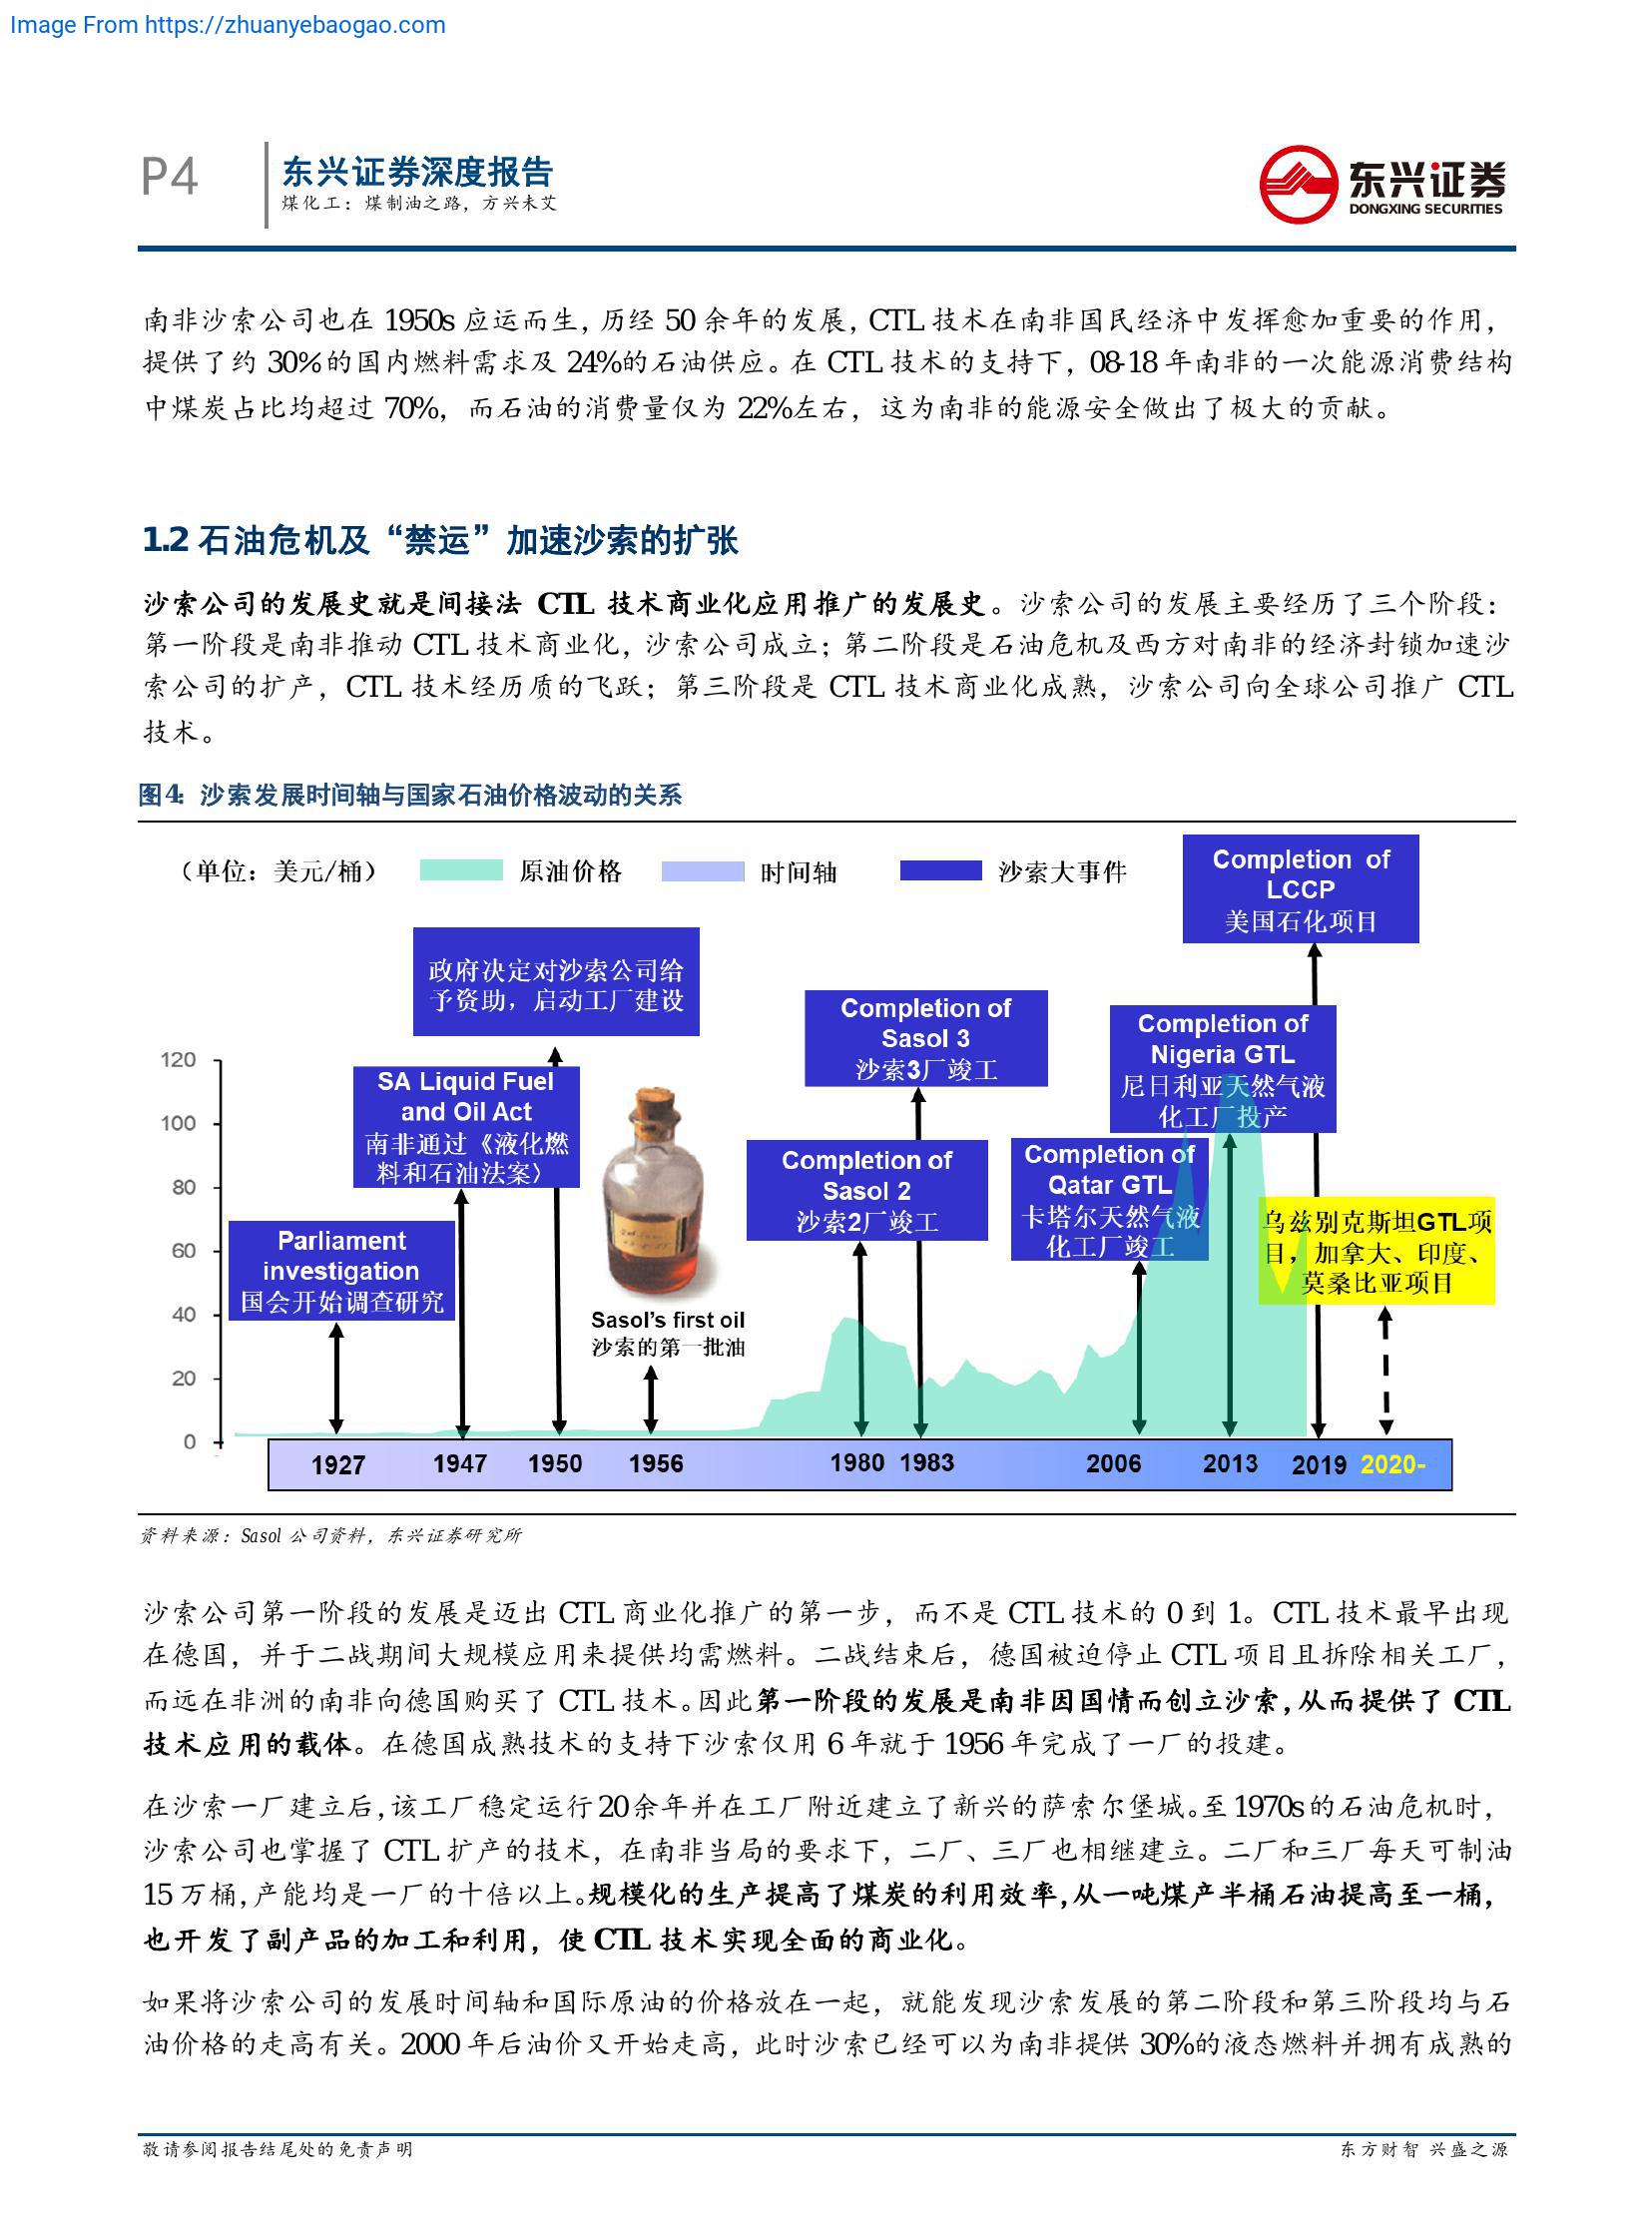 Image From https://zhuanyebaogao.com
P4
东兴证券深度报告
煤化工：煤制油之路，方兴未艾
东兴证券
DONGXING SECURITIES
南非沙索公司也在 1950s 应运而生，历经 50 余年的发展，CTL 技术在南非国民经济中发挥愈加重要的作用，
提供了约 30%的国内燃料需求及 24%的石油供应。在 CTL 技术的支持下，08-18 年南非的一次能源消费结构
中煤炭占比均超过 70%，而石油的消费量仅为 22%左右，这为南非的能源安全做出了极大的贡献。
1.2 石油危机及“禁运”加速沙索的扩张
沙索公司的发展史就是间接法 CTL 技术商业化应用推广的发展史。沙索公司的发展主要经历了三个阶段：
第一阶段是南非推动 CTL 技术商业化，沙索公司成立；第二阶段是石油危机及西方对南非的经济封锁加速沙
索公司的扩产，CTL 技术经历质的飞跃；第三阶段是 CTL 技术商业化成熟，沙索公司向全球公司推广 CTL
技术。
图4：沙索发展时间轴与国家石油价格波动的关系
（单位：美元/桶）
原油价格
时间轴
沙索大事件
Completion of
LCCP
美国石化项目
政府决定对沙索公司给
予资助，启动工厂建设
Completion of
Sasol 3
沙索3厂竣工
Completion of
Nigeria GTL
尼日利亚天然气液
化工厂投产
SA Liquid Fuel
and Oil Act
南非通过《液化燃
料和石油法案〉
Completion of
Sasol 2
沙索2厂竣工
Completion of
Qatar GTL
卡塔尔天然气液
化工厂竣工
乌兹别克斯坦GTL项
目，加拿大、印度、
莫桑比亚项目
Parliament
investigation
国会开始调查研究
Sasol’s first oil
沙索的第一批油
120
100
80
60
40
20
0
1927
1947
1950
1956
1980
1983
2006
2013
2019
2020-
资料来源：Sasol 公司资料，东兴证券研究所
沙索公司第一阶段的发展是迈出 CTL 商业化推广的第一步，而不是 CTL 技术的 0 到 1。CTL 技术最早出现
在德国，并于二战期间大规模应用来提供均需燃料。二战结束后，德国被迫停止 CTL 项目且拆除相关工厂，
而远在非洲的南非向德国购买了 CTL 技术。因此第一阶段的发展是南非因国情而创立沙索，从而提供了 CTL
技术应用的载体。在德国成熟技术的支持下沙索仅用 6 年就于 1956 年完成了一厂的投建。
在沙索一厂建立后，该工厂稳定运行 20 余年并在工厂附近建立了新兴的萨索尔堡城。至 1970s 的石油危机时，
沙索公司也掌握了 CTL 扩产的技术，在南非当局的要求下，二厂、三厂也相继建立。二厂和三厂每天可制油
15 万桶，产能均是一厂的十倍以上。规模化的生产提高了煤炭的利用效率，从一吨煤产半桶石油提高至一桶，
也开发了副产品的加工和利用，使 CTL 技术实现全面的商业化。
如果将沙索公司的发展时间轴和国际原油的价格放在一起，就能发现沙索发展的第二阶段和第三阶段均与石
油价格的走高有关。2000 年后油价又开始走高，此时沙索已经可以为南非提供 30%的液态燃料并拥有成熟的
敬请参阅报告结尾处的免责声明
东方财智 兴盛之源